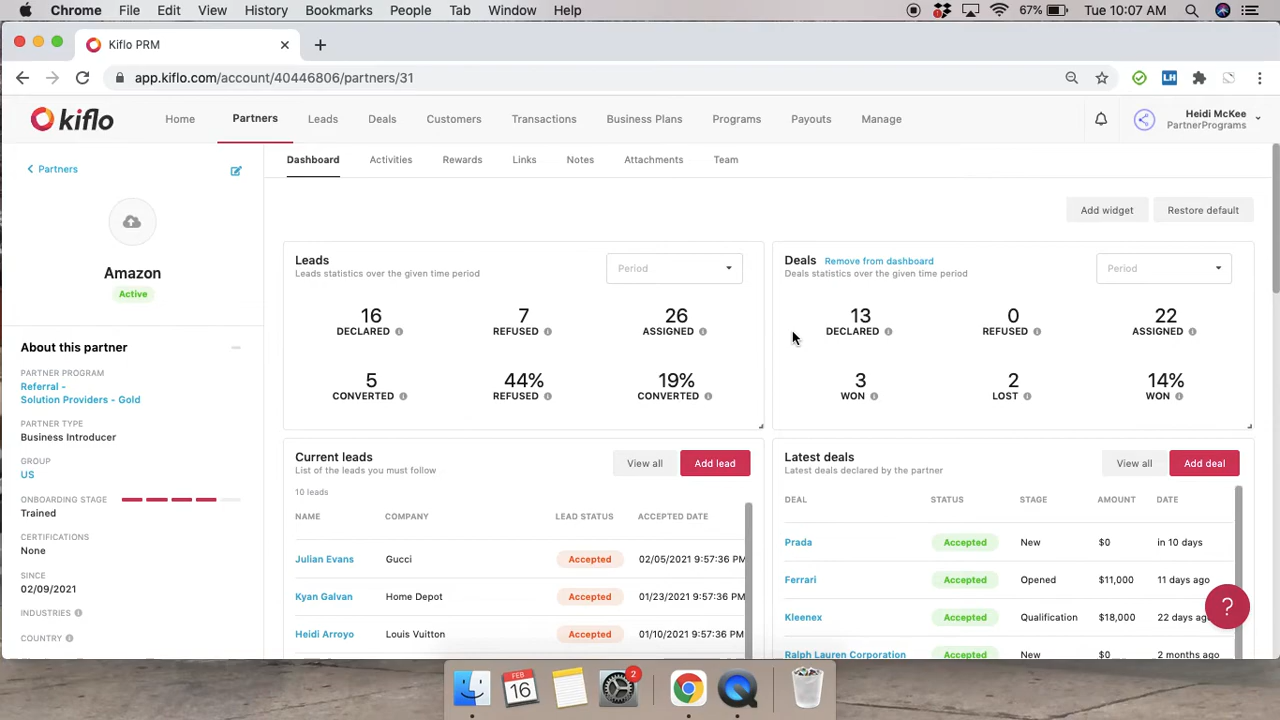 Chrome File Edit View History Bookmarks People Tab Window Help 67% Tue 10:07 AM
Kiflo PRM
app.kiflo.com/account/40446806/partners/31
LH
kiflo Home Partners Leads Deals Customers Transactions Business Plans Programs Payouts Manage
Heidi McKee
PartnerPrograms
Partners
Dashboard Activities Rewards Links Notes Attachments Team
Add widget Restore default
Amazon
Active
About this partner
PARTNER PROGRAM
Referral -
Solution Providers - Gold
PARTNER TYPE
Business Introducer
GROUP
US
ONBOARDING STAGE
Trained
CERTIFICATIONS
None
SINCE
02/09/2021
INDUSTRIES
COUNTRY
Leads
Leads statistics over the given time period
Period
16 7 26
DECLARED REFUSED ASSIGNED
5 44% 19%
CONVERTED REFUSED CONVERTED
Deals Remove from dashboard
Deals statistics over the given time period
Period
13 0 22
DECLARED REFUSED ASSIGNED
3 2 14%
WON LOST WON
Current leads
List of the leads you must follow
View all Add lead
10 leads
NAME COMPANY LEAD STATUS ACCEPTED DATE
Julian Evans Gucci Accepted 02/05/2021 9:57:36 PM
Kyan Galvan Home Depot Accepted 01/23/2021 9:57:36 PM
Heidi Arroyo Louis Vuitton Accepted 01/10/2021 9:57:36 PM
Latest deals
Latest deals declared by the partner
View all Add deal
DEAL STATUS STAGE AMOUNT DATE
Prada Accepted New $0 in 10 days
Ferrari Accepted Opened $11,000 11 days ago
Kleenex Accepted Qualification $18,000 22 days ago
Ralph Lauren Corporation Accepted New $0 2 months ago
?
FEB
16
2